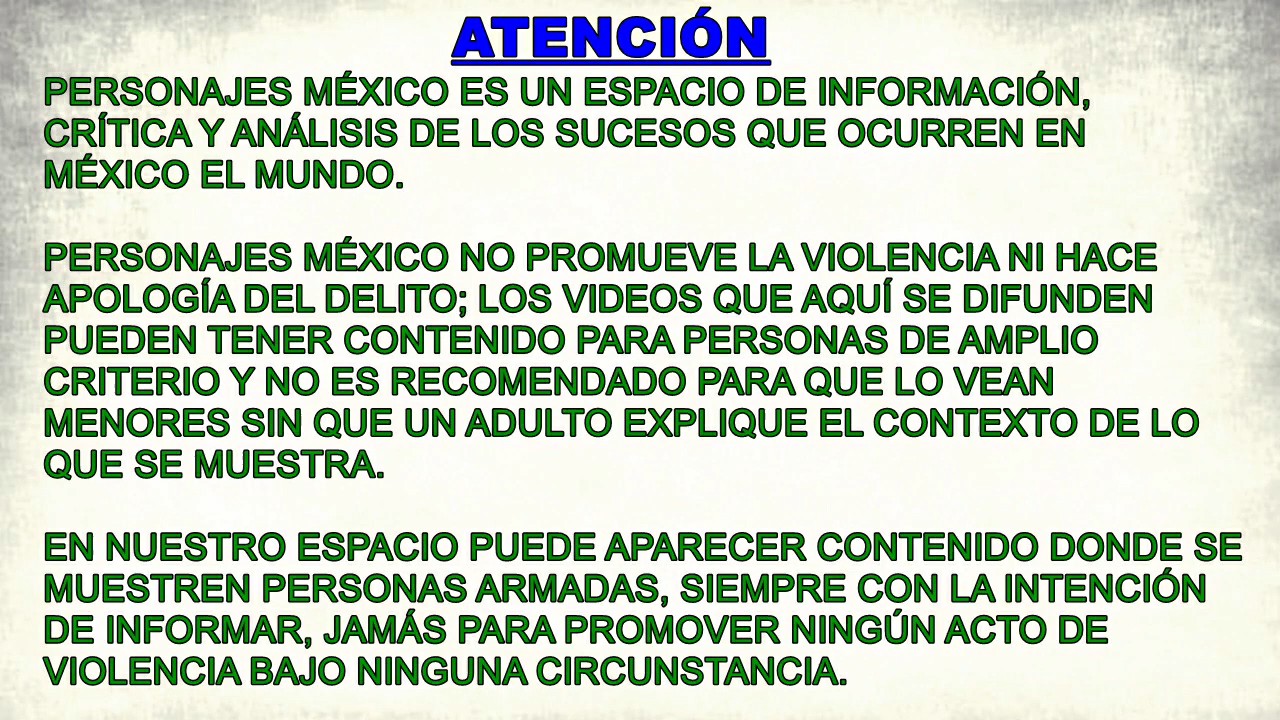 ATENCIÓN
PERSONAJES MÉXICO ES UN ESPACIO DE INFORMACIÓN,
CRÍTICA Y ANÁLISIS DE LOS SUCESOS QUE OCURREN EN
MÉXICO EL MUNDO.
PERSONAJES MÉXICO NO PROMUEVE LA VIOLENCIA NI HACE
APOLOGÍA DEL DELITO; LOS VIDEOS QUE AQUÍ SE DIFUNDEN
PUEDEN TENER CONTENIDO PARA PERSONAS DE AMPLIO
CRITERIO Y NO ES RECOMENDADO PARA QUE LO VEAN
MENORES SIN QUE UN ADULTO EXPLIQUE EL CONTEXTO DE LO
QUE SE MUESTRA.
EN NUESTRO ESPACIO PUEDE APARECER CONTENIDO DONDE SE
MUESTREN PERSONAS ARMADAS, SIEMPRE CON LA INTENCIÓN
DE INFORMAR, JAMÁS PARA PROMOVER NINGÚN ACTO DE
VIOLENCIA BAJO NINGUNA CIRCUNSTANCIA.